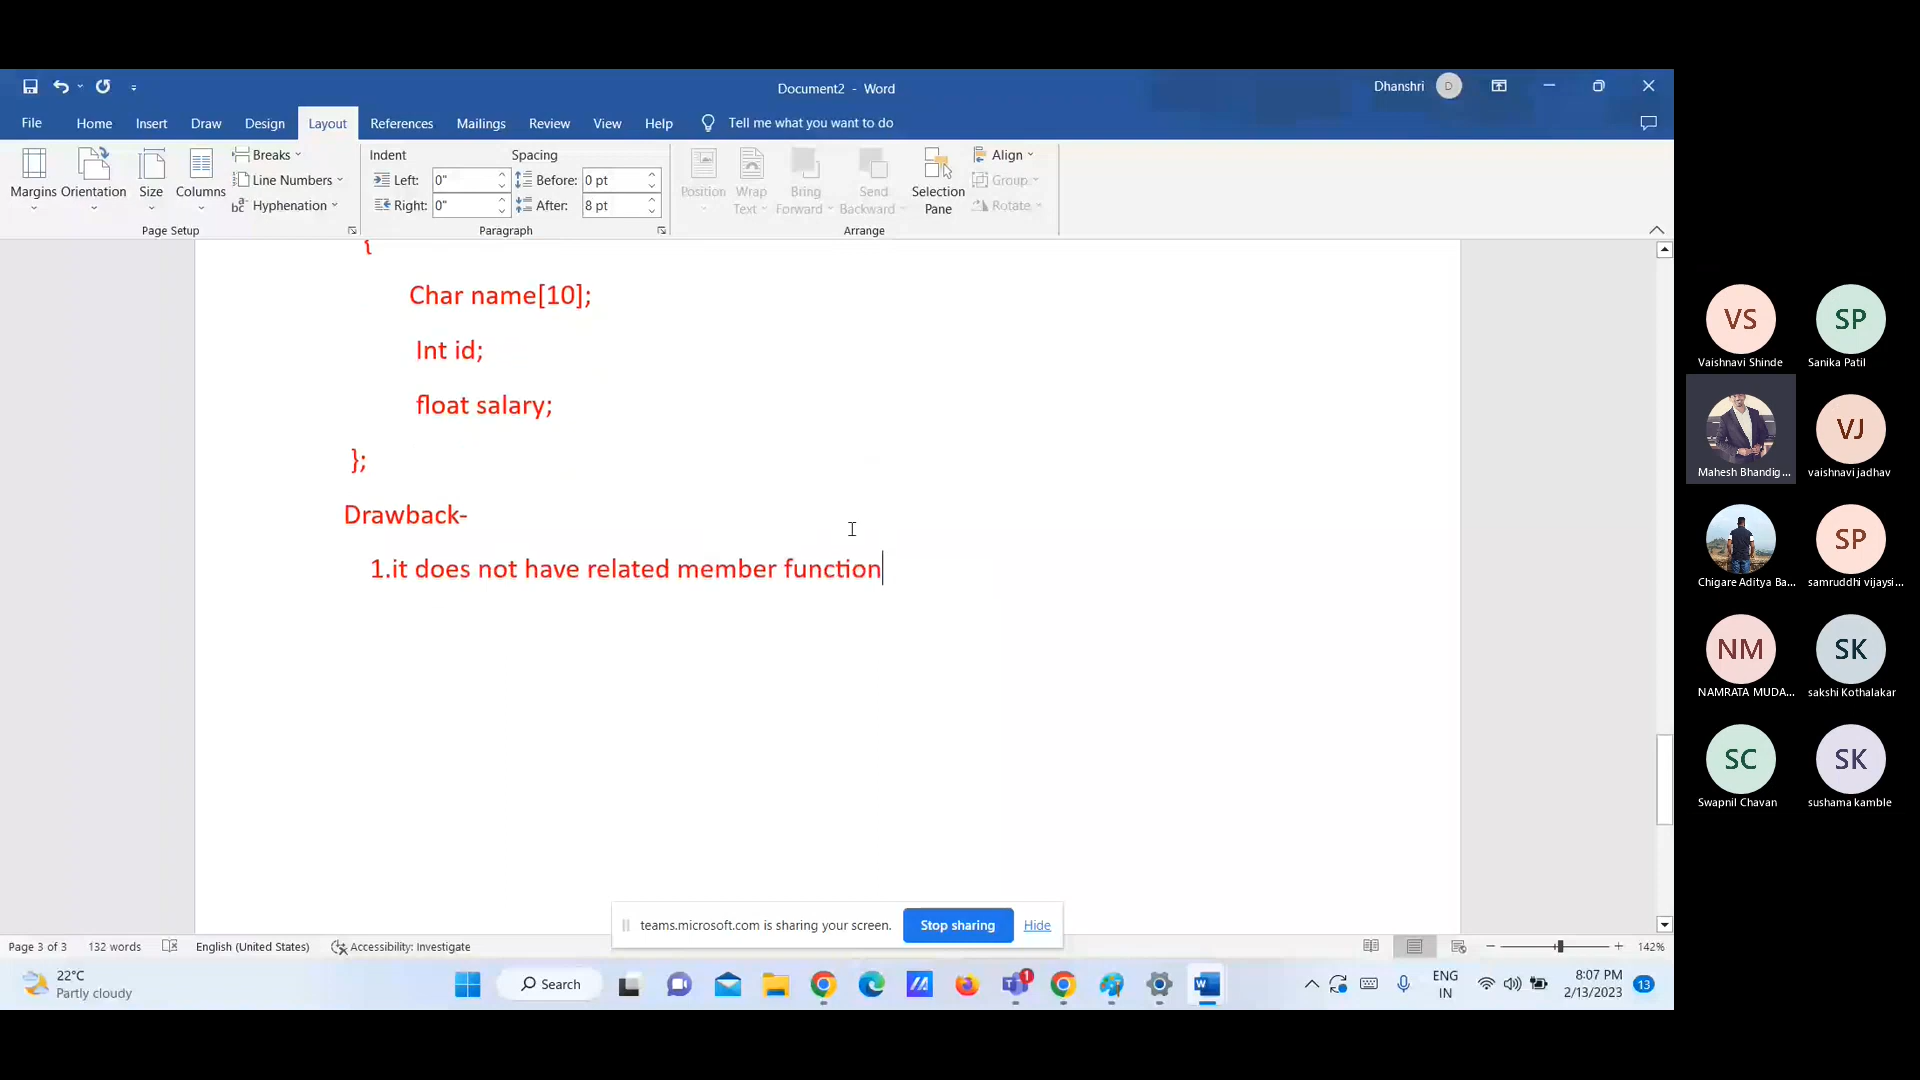 Document2 - Word
Dhanshri
D
File
Home
Insert
Draw
Design
Layout
References
Mailings
Review
View
Help
Tell me what you want to do
Margins
Orientation
Size
Columns
Breaks
Line Numbers
Hyphenation
Page Setup
Indent
Left:
0"
Right:
0"
Spacing
Before:
0 pt
After:
8 pt
Paragraph
Position
Wrap
Text
Bring
Forward
Send
Backward
Selection
Pane
Align
Group
Rotate
Arrange
{
Char name[10];
Int id;
float salary;
};
Drawback-
1.it does not have related member function
VS
Vaishnavi Shinde
SP
Sanika Patil
Mahesh Bhandig...
VJ
vaishnavi jadhav
Chigare Aditya Ba...
SP
samruddhi vijaysi...
NM
NAMRATA MUDA...
SK
sakshi Kothalakar
SC
Swapnil Chavan
SK
sushama kamble
teams.microsoft.com is sharing your screen.
Stop sharing
Hide
Page 3 of 3
132 words
English (United States)
Accessibility: Investigate
142%
22°C
Partly cloudy
Search
1
W
ENG
IN
8:07 PM
2/13/2023
13